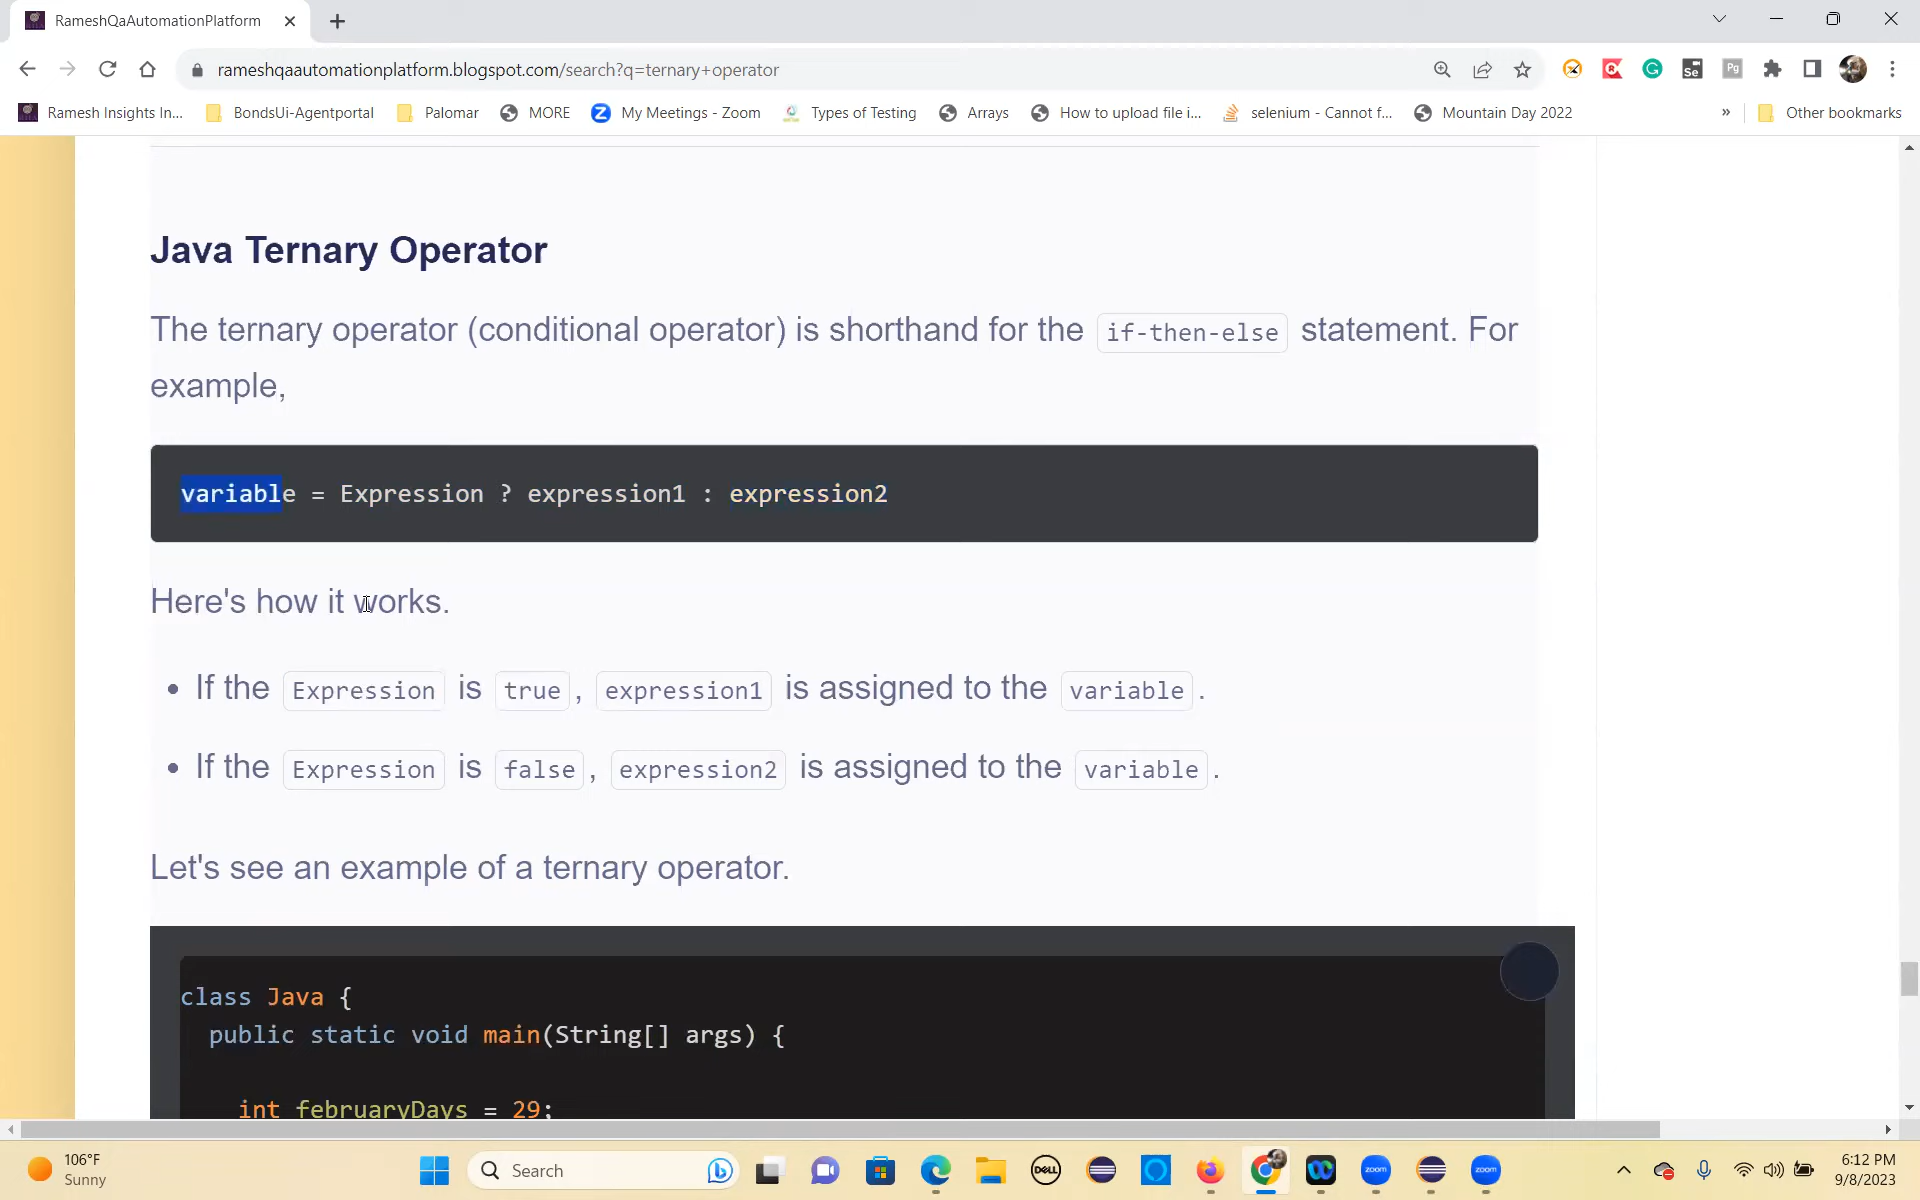 RameshQaAutomationPlatform
rameshqaautomationplatform.blogspot.com/search?q=ternary+operator
Ramesh Insights In... BondsUi-Agentportal Palomar MORE My Meetings - Zoom Types of Testing Arrays How to upload file i... selenium - Cannot f... Mountain Day 2022 » Other bookmarks
Java Ternary Operator
The ternary operator (conditional operator) is shorthand for the if-then-else statement. For
example,
variable = Expression ? expression1 : expression2
Here's how it works.
• If the Expression is true , expression1 is assigned to the variable .
• If the Expression is false , expression2 is assigned to the variable .
Let's see an example of a ternary operator.
class Java {
public static void main(String[] args) {
int februaryDays = 29;
106°F
Sunny
Search
DELL
zoom
zoom
6:12 PM
9/8/2023
Se
Pg